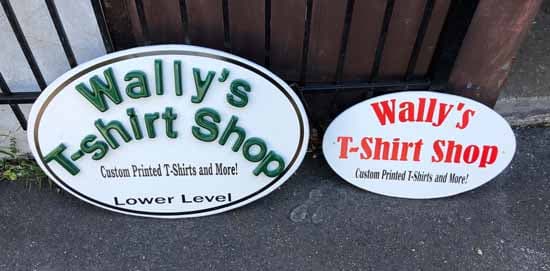 Wally's
T-shirt Shop
Custom Printed T-Shirts and More!
Lower Level
Wally's
T-Shirt Shop
Custom Printed T-Shirts and More!